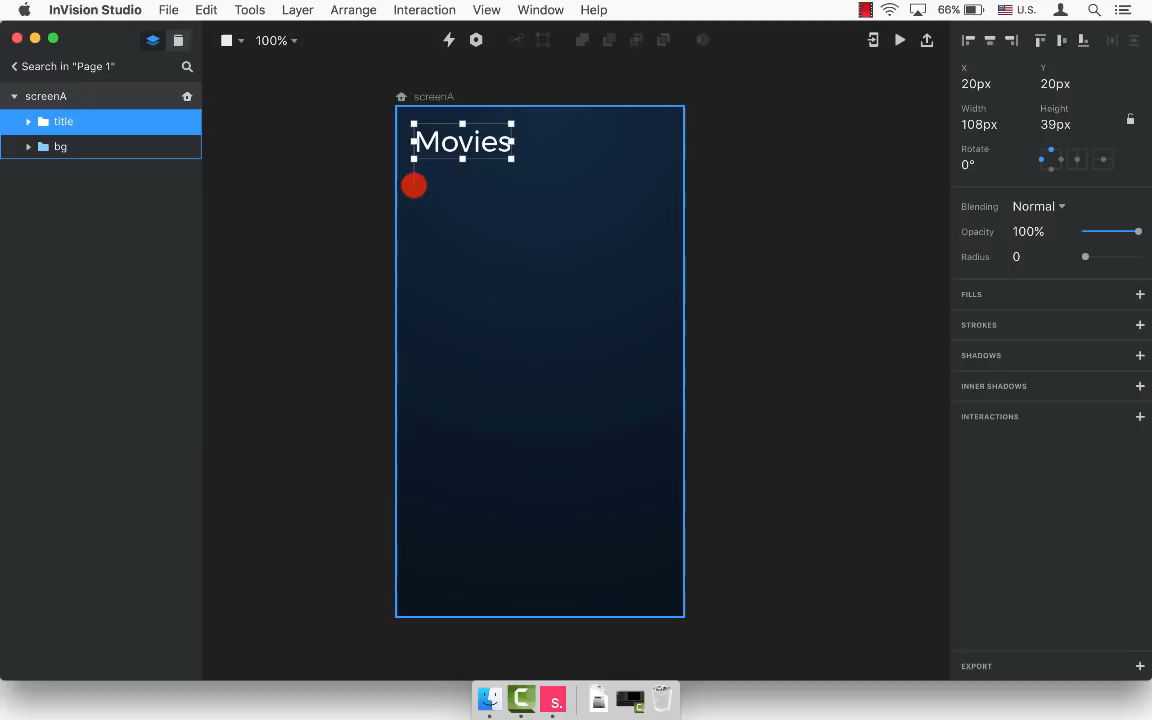 InVision Studio File Edit Tools Layer Arrange Interaction View Window Help 66% U.S.
100%
Search in "Page 1"
screenA
title
bg
screenA
Movies
X Y
20px 20px
Width Height
108px 39px
Rotate
0°
Blending Normal
Opacity 100%
Radius 0
FILLS
STROKES
SHADOWS
INNER SHADOWS
INTERACTIONS
EXPORT
C s.